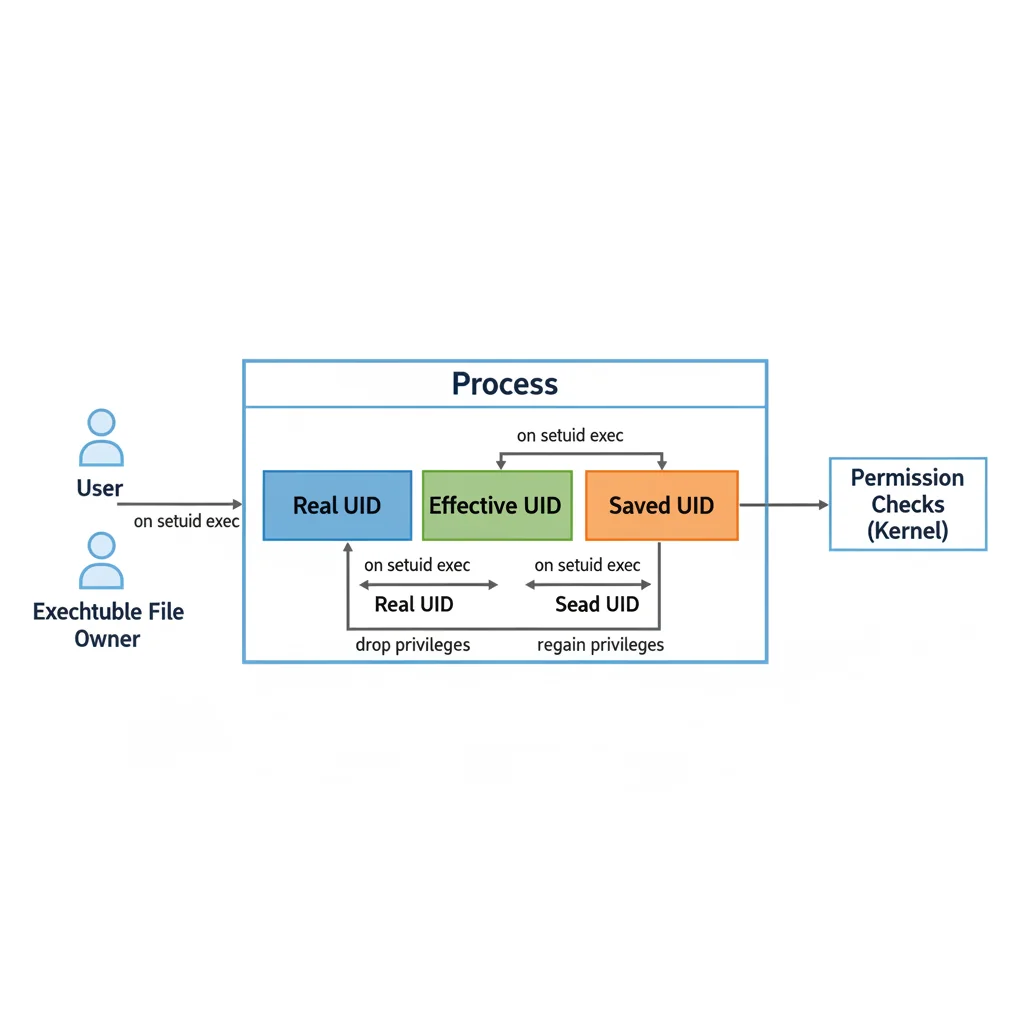 Process
on setuid exec
User
on setuid exec
Exechtuble File
Owner
Real UID
Effective UID
Saved UID
on setuid exec
on setuid exec
Real UID
Sead UID
drop privileges
regain privileges
Permission
Checks
(Kernel)